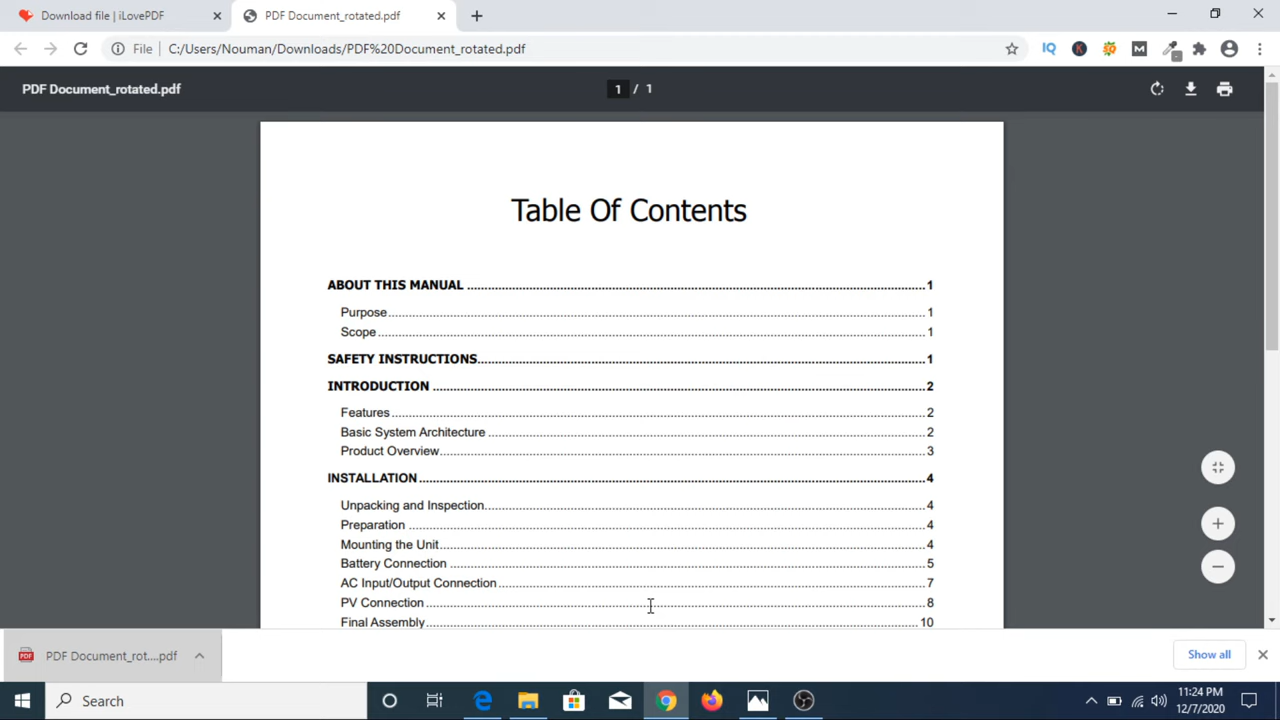 Download file | iLovePDF
PDF Document_rotated.pdf
File
C:/Users/Nouman/Downloads/PDF%20Document_rotated.pdf
IQ
K
M
PDF Document_rotated.pdf
1 / 1
Table Of Contents
ABOUT THIS MANUAL ........................................ 1
Purpose ........................................ 1
Scope ........................................ 1
SAFETY INSTRUCTIONS ........................................ 1
INTRODUCTION ........................................ 2
Features ........................................ 2
Basic System Architecture ........................................ 2
Product Overview ........................................ 3
INSTALLATION ........................................ 4
Unpacking and Inspection ........................................ 4
Preparation ........................................ 4
Mounting the Unit ........................................ 4
Battery Connection ........................................ 5
AC Input/Output Connection ........................................ 7
PV Connection ........................................ 8
Final Assembly ........................................ 10
PDF
PDF Document_rot....pdf
Show all
Search
11:24 PM
12/7/2020